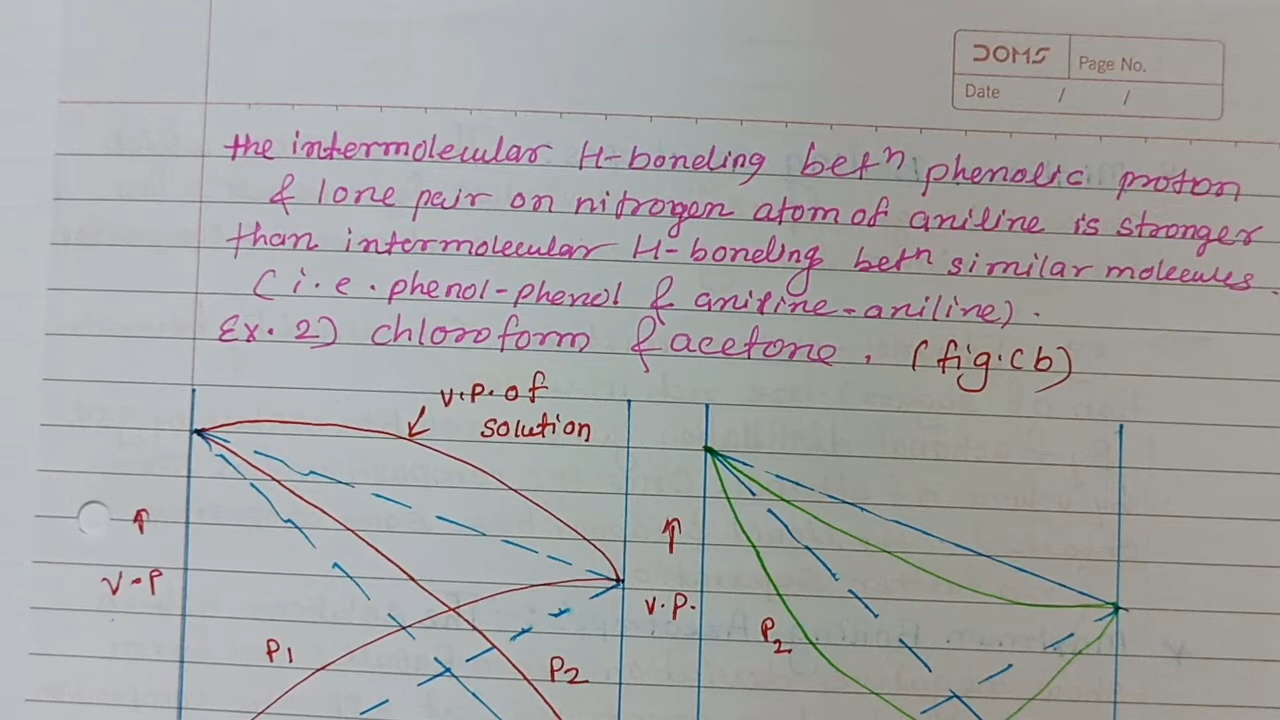 DOMS
Page No.
Date / /
the intermolecular H-bonding betn phenolic proton
& lone pair on nitrogen atom of aniline is stronger
than intermolecular H-bonding betn similar molecules.
(i.e. phenol-phenol & aniline-aniline).
Ex. 2) chloroform & acetone. (fig.(b)
v.p. of
solution
↑
V.P
P1
P2
↑
V.P.
P2